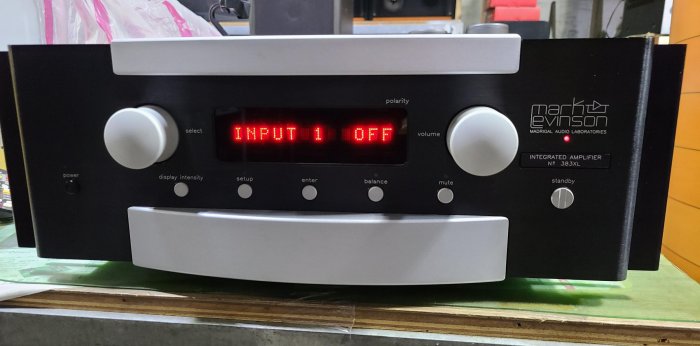 polarity
select
INPUT 1 OFF
volume
mark
Levinson
MADRIGAL AUDIO LABORATORIES
INTEGRATED AMPLIFIER
Nº 383XL
power
display intensity
setup
enter
balance
mute
standby